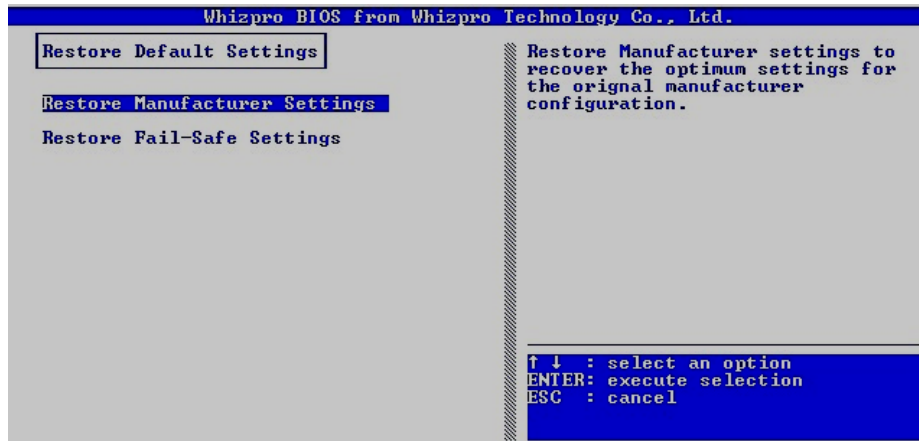 Whizpro BIOS from Whizpro Technology Co., Ltd.
Restore Default Settings
Restore Manufacturer Settings
Restore Fail-Safe Settings
Restore Manufacturer settings to
recover the optimum settings for
the orignal manufacturer
configuration.
↑ ↓ : select an option
ENTER: execute selection
ESC : cancel